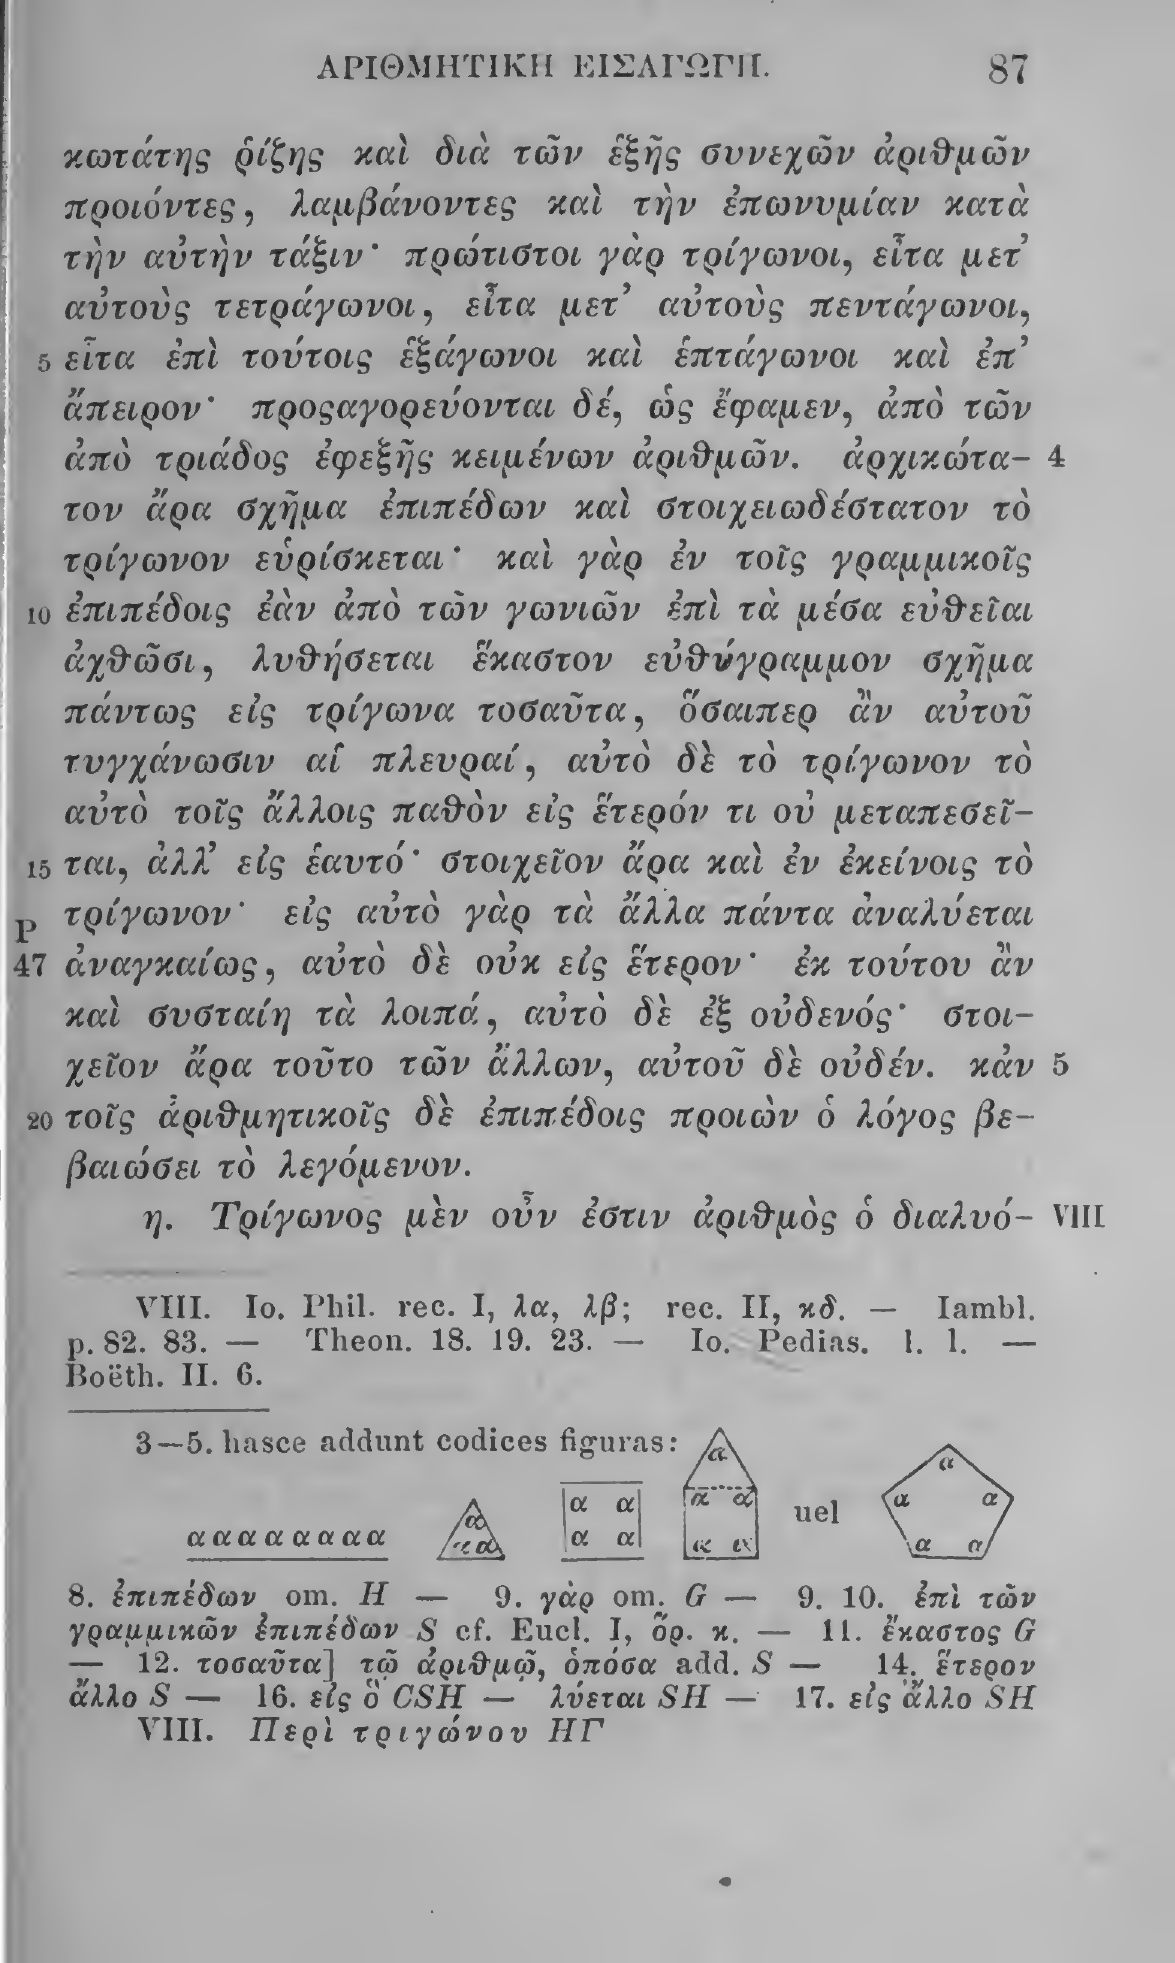 ΑΡΙΘΜΗΤΙΚΗ ΕΙΣΑΓΩΓΗ. 87
κωτάτης ῥίζης καὶ διὰ τῶν ἑξῆς συνεχῶν ἀριθμῶν
προιόντες, λαμβάνοντες καὶ τὴν ἐπωνυμίαν κατὰ
τὴν αὐτὴν τάξιν· πρώτιστοι γὰρ τρίγωνοι, εἶτα μετ’
αὐτοὺς τετράγωνοι, εἶτα μετ’ αὐτοὺς πεντάγωνοι,
5 εἶτα ἐπὶ τούτοις ἑξάγωνοι καὶ ἑπτάγωνοι καὶ ἐπ’
ἄπειρον· προςαγορεύονται δέ, ὡς ἔφαμεν, ἀπὸ τῶν
ἀπὸ τριάδος ἐφεξῆς κειμένων ἀριθμῶν. ἀρχικώτα- 4
τον ἄρα σχῆμα ἐπιπέδων καὶ στοιχειωδέστατον τὸ
τρίγωνον εὑρίσκεται· καὶ γὰρ ἐν τοῖς γραμμικοῖς
10 ἐπιπέδοις ἐὰν ἀπὸ τῶν γωνιῶν ἐπὶ τὰ μέσα εὐθεῖαι
ἀχθῶσι, λυθήσεται ἕκαστον εὐθύγραμμον σχῆμα
πάντως εἰς τρίγωνα τοσαῦτα, ὅσαιπερ ἂν αὐτοῦ
τυγχάνωσιν αἱ πλευραί, αὐτὸ δὲ τὸ τρίγωνον τὸ
αὐτὸ τοῖς ἄλλοις παθὸν εἰς ἕτερόν τι οὐ μεταπεσεῖ-
15 ται, ἀλλ’ εἰς ἑαυτό· στοιχεῖον ἄρα καὶ ἐν ἐκείνοις τὸ
p τρίγωνον· εἰς αὐτὸ γὰρ τὰ ἄλλα πάντα ἀναλύεται
47 ἀναγκαίως, αὐτὸ δὲ οὐκ εἰς ἕτερον· ἐκ τούτου ἂν
καὶ συσταίη τὰ λοιπά, αὐτὸ δὲ ἐξ οὐδενός· στοι-
χεῖον ἄρα τοῦτο τῶν ἄλλων, αὐτοῦ δὲ οὐδέν. κἀν 5
20 τοῖς ἀριθμητικοῖς δὲ ἐπιπέδοις προιὼν ὁ λόγος βε-
βαιώσει τὸ λεγόμενον.
η. Τρίγωνος μὲν οὖν ἐστιν ἀριθμὸς ὁ διαλυό- VIII
VIII. Io. Phil. rec. I, λα, λβ; rec. II, κδ. — Iambl.
p. 82. 83. — Theon. 18. 19. 23. — Io. Pedias. l. l. —
Boëth. II. 6.
3—5. hasce addunt codices figuras:
α
α
α α α α α α α α
α
α α
α α
α α
α α
α α
uel
α α
α α
8. ἐπιπέδων om. H — 9. γὰρ om. G — 9. 10. ἐπὶ τῶν
γραμμικῶν ἐπιπέδων S cf. Eucl. I, ὅρ. κ. — 11. ἕκαστος G
— 12. τοσαῦτα] τῷ ἀριθμῷ, ὁπόσα add. S — 14. ἕτερον
ἄλλο S — 16. εἰς ὃ CSH — λύεται SH — 17. εἰς ἄλλο SH
VIII. Περὶ τριγώνου HΓ